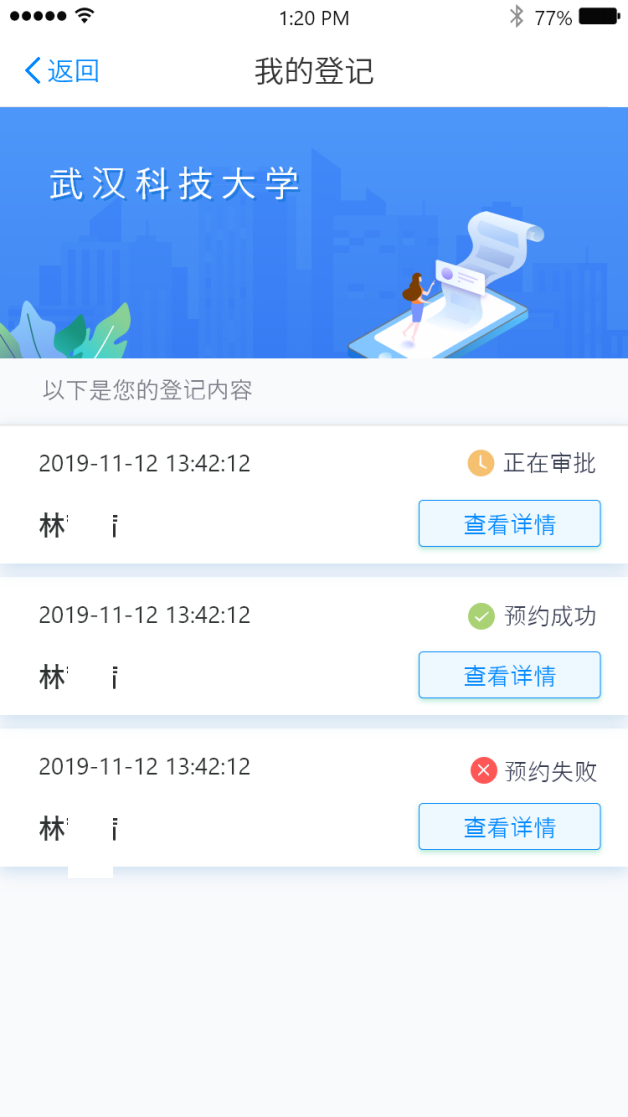 1:20 PM 77%
返回 我的登记
武汉科技大学
以下是您的登记内容
2019-11-12 13:42:12 正在审批
林 查看详情
2019-11-12 13:42:12 预约成功
林 查看详情
2019-11-12 13:42:12 预约失败
林 查看详情